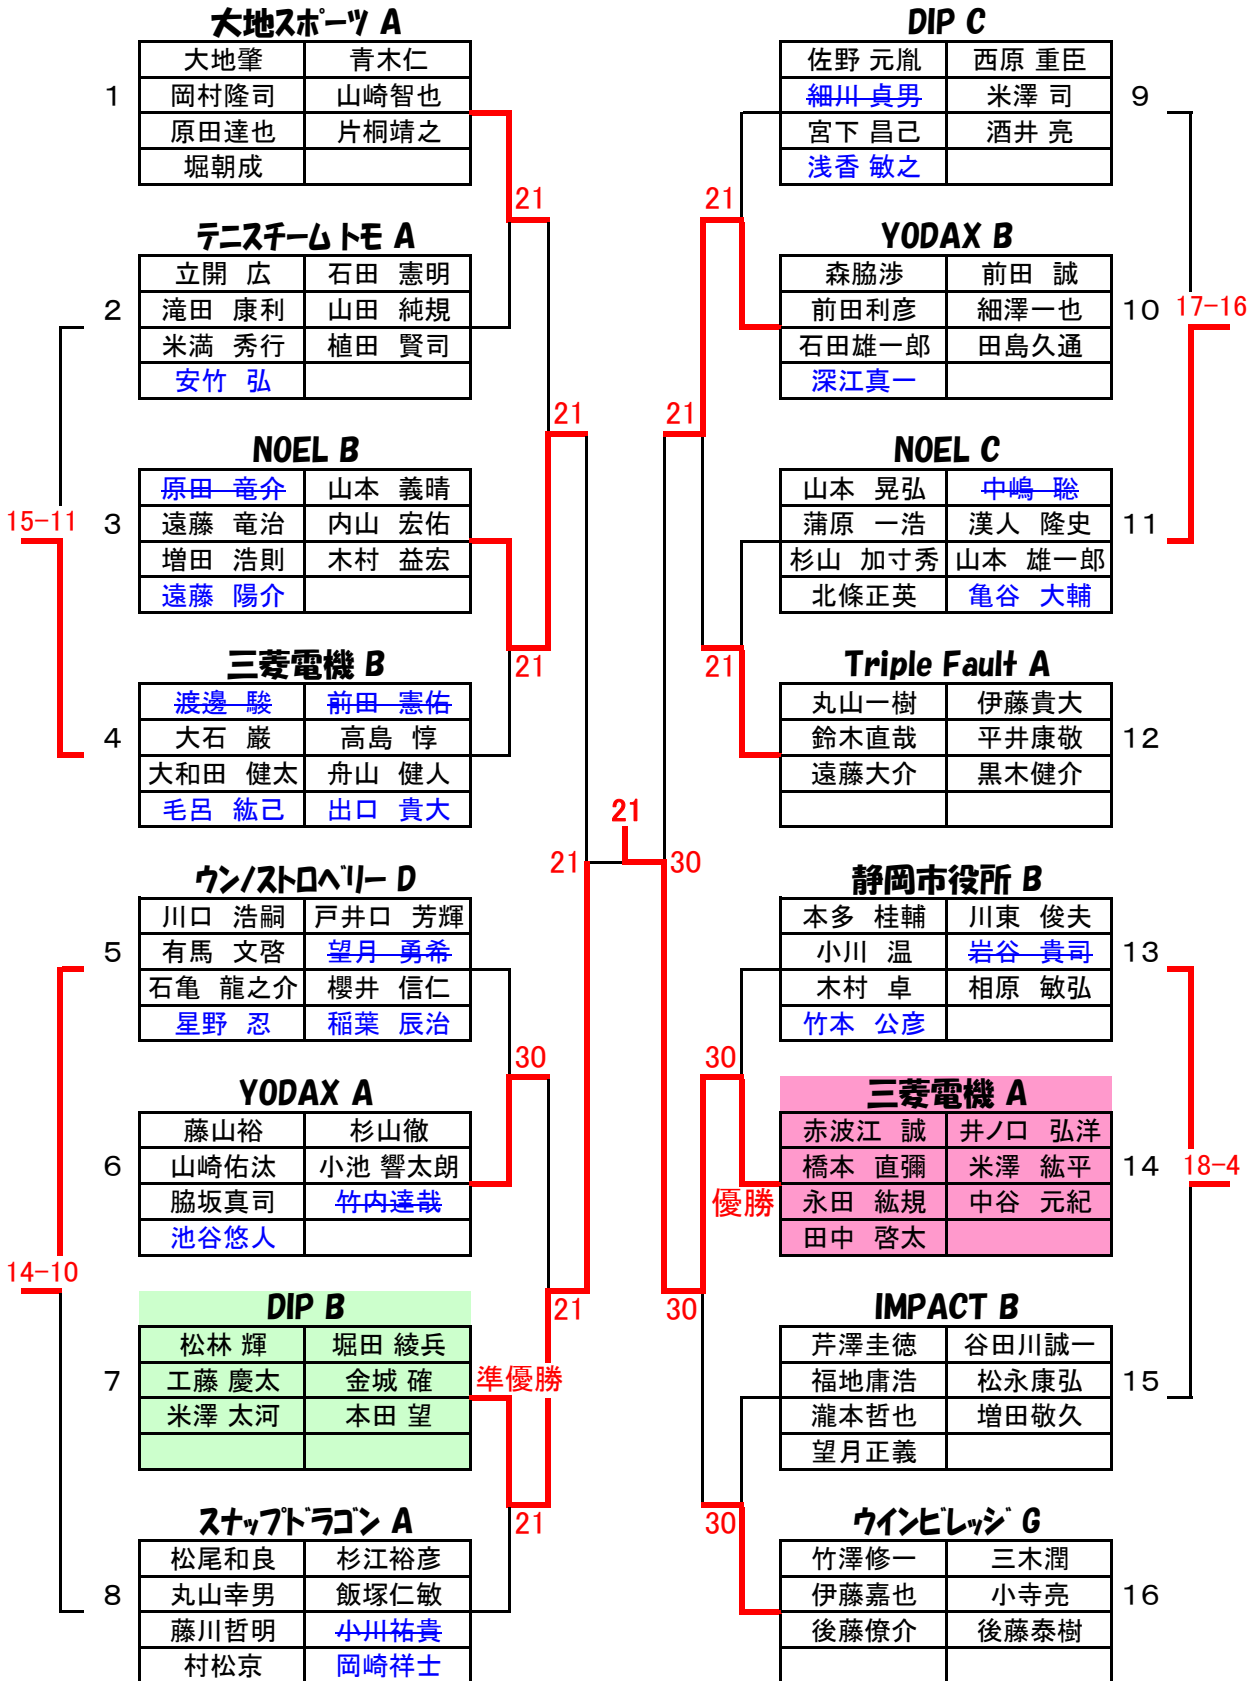 大地スポーツ A
大地肇 青木仁
1 岡村隆司 山崎智也
原田達也 片桐靖之
堀朝成
21
テニスチームトモ A
立開 広 石田 憲明
2 滝田 康利 山田 純規
米満 秀行 植田 賢司
安竹 弘
21
NOEL B
原田 竜介 山本 義晴
15-11 3 遠藤 竜治 内山 宏佑
増田 浩則 木村 益宏
遠藤 陽介
三菱電機 B
21
渡邊 駿 前田 憲佑
4 大石 巌 高島 惇
大和田 健太 舟山 健人
毛呂 紘己 出口 貴大
21
21
30
ウン/ストロベリー D
川口 浩嗣 戸井口 芳輝
5 有馬 文啓 望月 勇希
石亀 龍之介 櫻井 信仁
星野 忍 稲葉 辰治
30
YODAX A
藤山裕 杉山徹
6 山崎佑汰 小池 響太朗
脇坂真司 竹内達哉
池谷悠人
14-10
DIP B
21
松林 輝 堀田 綾兵
7 工藤 慶太 金城 確
準優勝
米澤 太河 本田 望
スナップドラゴン A
21
松尾和良 杉江裕彦
8 丸山幸男 飯塚仁敏
藤川哲明 小川祐貴
村松京 岡崎祥士
DIP C
佐野 元胤 西原 重臣
細川 貞男 米澤 司 9
宮下 昌己 酒井 亮
浅香 敏之
21
YODAX B
森脇渉 前田 誠
前田利彦 細澤一也 10 17-16
石田雄一郎 田島久通
深江真一
21
NOEL C
山本 晃弘 中嶋 聡
蒲原 一浩 漢人 隆史 11
杉山 加寸秀 山本 雄一郎
北條正英 亀谷 大輔
21
Triple Fault A
丸山一樹 伊藤貴大
鈴木直哉 平井康敬 12
遠藤大介 黒木健介
静岡市役所 B
本多 桂輔 川東 俊夫
小川 温 岩谷 貴司 13
木村 卓 相原 敏弘
竹本 公彦
30
三菱電機 A
赤波江 誠 井ノ口 弘洋
橋本 直彌 米澤 紘平 14 18-4
優勝
永田 紘規 中谷 元紀
田中 啓太
30
IMPACT B
芹澤圭徳 谷田川誠一
福地庸浩 松永康弘 15
瀧本哲也 増田敬久
望月正義
30
ウインビレッジ G
竹澤修一 三木潤
伊藤嘉也 小寺亮 16
後藤僚介 後藤泰樹